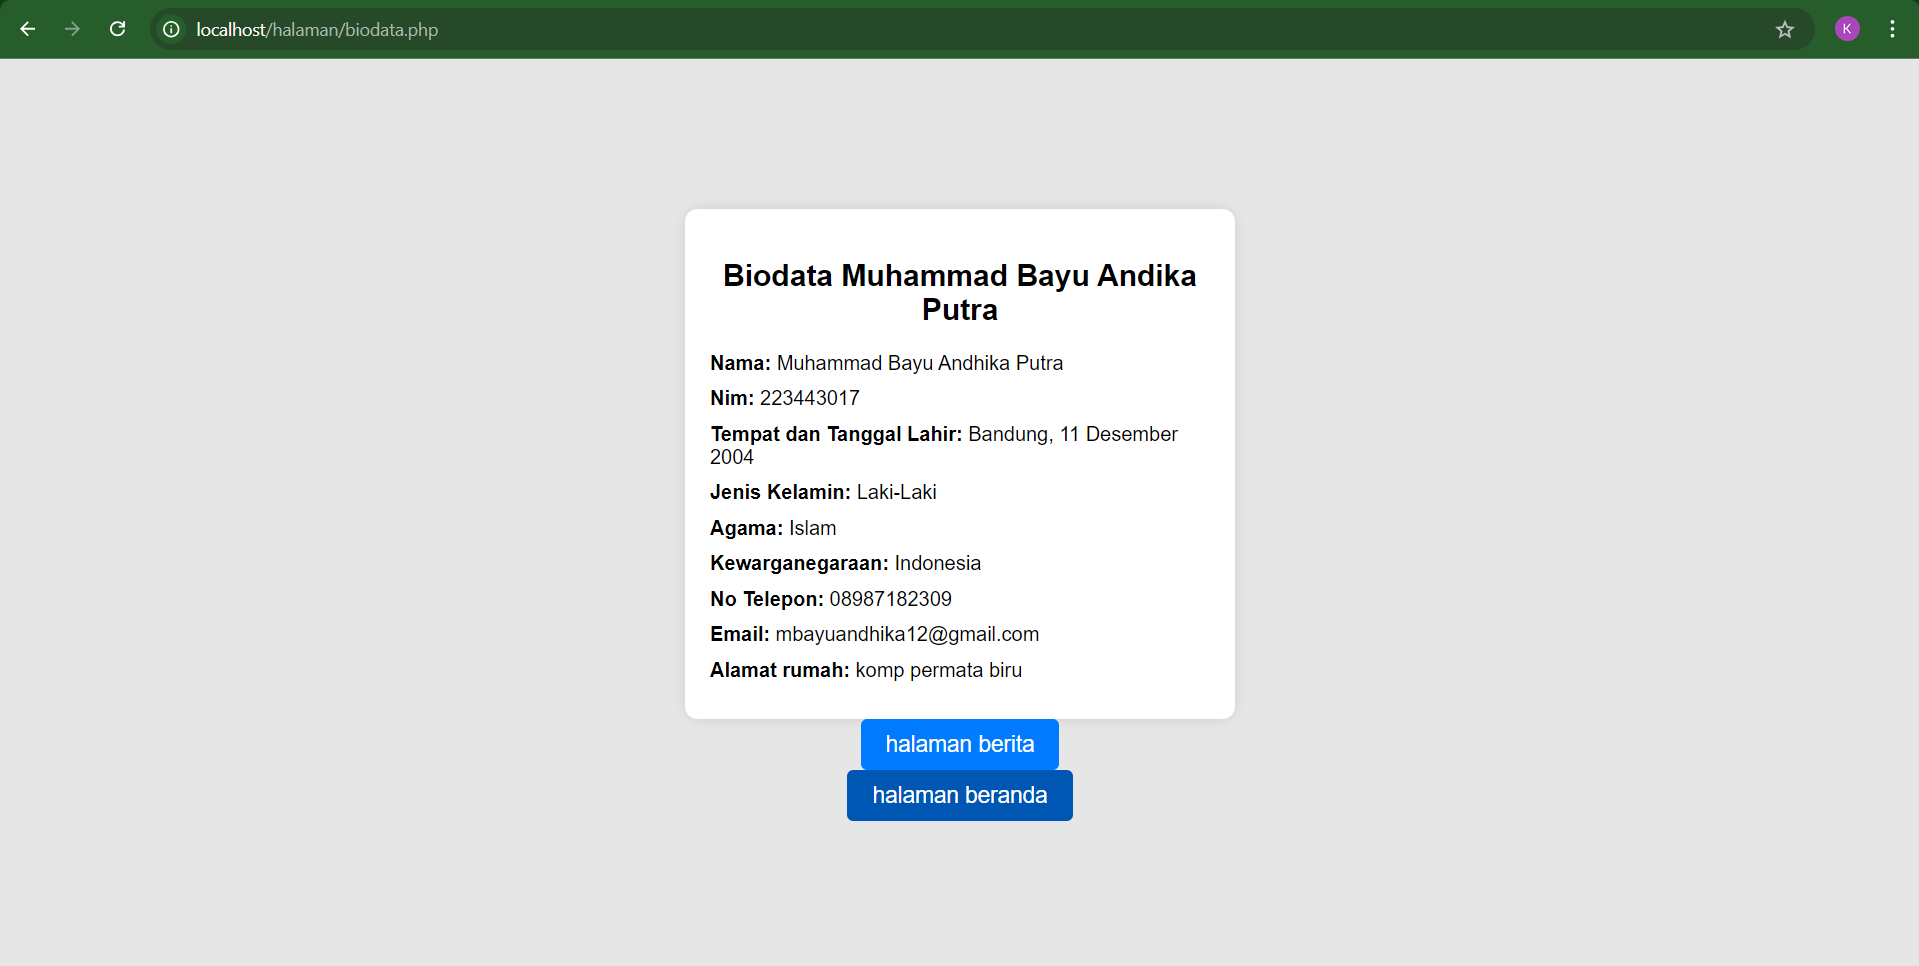 localhost/halaman/biodata.php
K
Biodata Muhammad Bayu Andika
Putra
Nama: Muhammad Bayu Andhika Putra
Nim: 223443017
Tempat dan Tanggal Lahir: Bandung, 11 Desember
2004
Jenis Kelamin: Laki-Laki
Agama: Islam
Kewarganegaraan: Indonesia
No Telepon: 08987182309
Email: mbayuandhika12@gmail.com
Alamat rumah: komp permata biru
halaman berita
halaman beranda